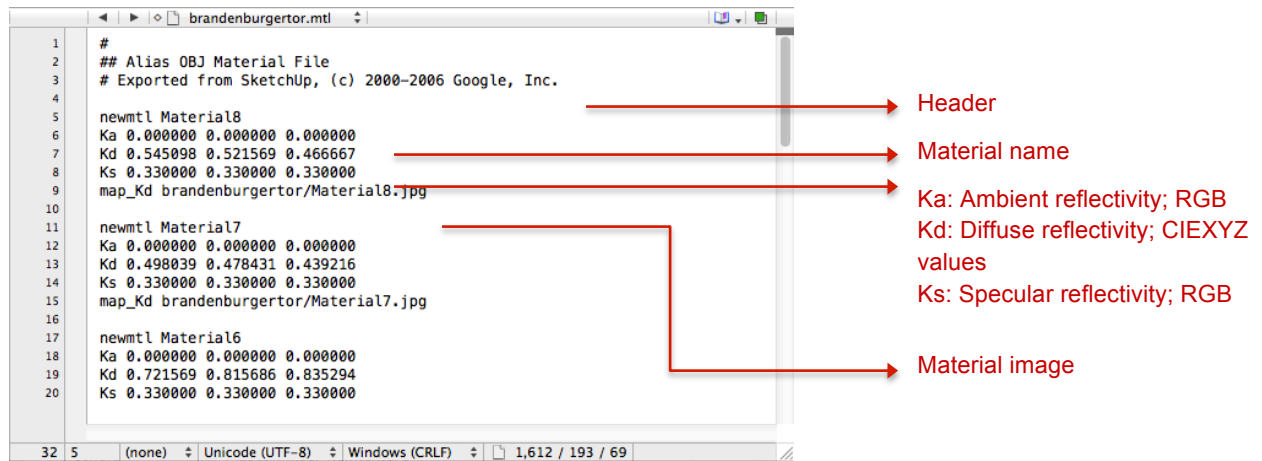 brandenburgertor.mtl
1 #
2 ## Alias OBJ Material File
3 # Exported from SketchUp, (c) 2000-2006 Google, Inc.
4
5 newmtl Material8
6 Ka 0.000000 0.000000 0.000000
7 Kd 0.545098 0.521569 0.466667
8 Ks 0.330000 0.330000 0.330000
9 map_Kd brandenburgertor/Material8.jpg
10
11 newmtl Material7
12 Ka 0.000000 0.000000 0.000000
13 Kd 0.498039 0.478431 0.439216
14 Ks 0.330000 0.330000 0.330000
15 map_Kd brandenburgertor/Material7.jpg
16
17 newmtl Material6
18 Ka 0.000000 0.000000 0.000000
19 Kd 0.721569 0.815686 0.835294
20 Ks 0.330000 0.330000 0.330000
32 5 (none) Unicode (UTF-8) Windows (CRLF) 1,612 / 193 / 69
Header
Material name
Ka: Ambient reflectivity; RGB
Kd: Diffuse reflectivity; CIEXYZ
values
Ks: Specular reflectivity; RGB
Material image